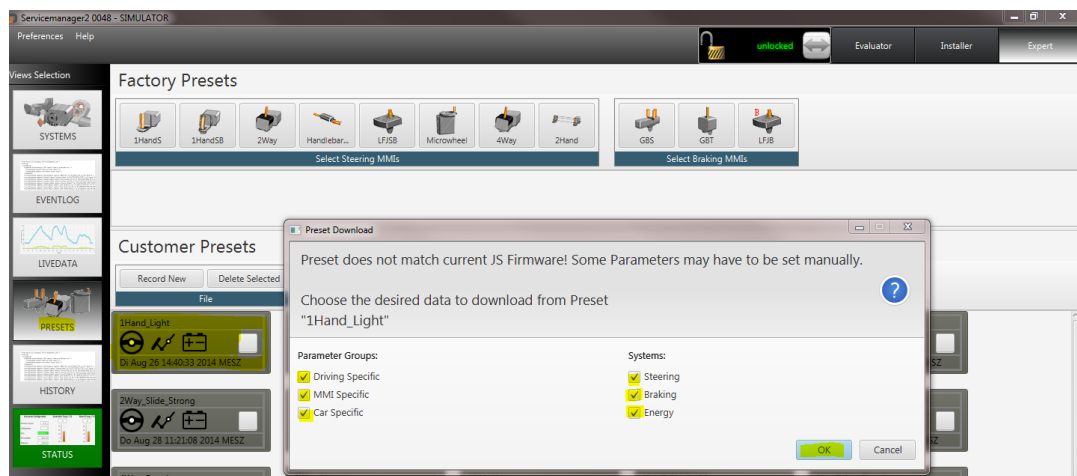 Servicemanager2 0048 - SIMULATOR
Preferences Help
unlocked
Evaluator
Installer
Expert
Views Selection
SYSTEMS
EVENTLOG
LIVEDATA
PRESETS
HISTORY
STATUS
Factory Presets
1HandS
1HandSB
2Way
Handlebar...
LFJSB
Microwheel
4Way
2Hand
Select Steering MMIs
GBS
GBT
LFJB
Select Braking MMIs
Customer Presets
Record New
Delete Selected
File
1Hand_Light
Di Aug 26 14:40:33 2014 MESZ
2Way_Slide_Strong
Do Aug 28 11:21:08 2014 MESZ
Preset Download
Preset does not match current JS Firmware! Some Parameters may have to be set manually.
Choose the desired data to download from Preset
"1Hand_Light"
Parameter Groups:
Driving Specific
MMI Specific
Car Specific
Systems:
Steering
Braking
Energy
OK
Cancel